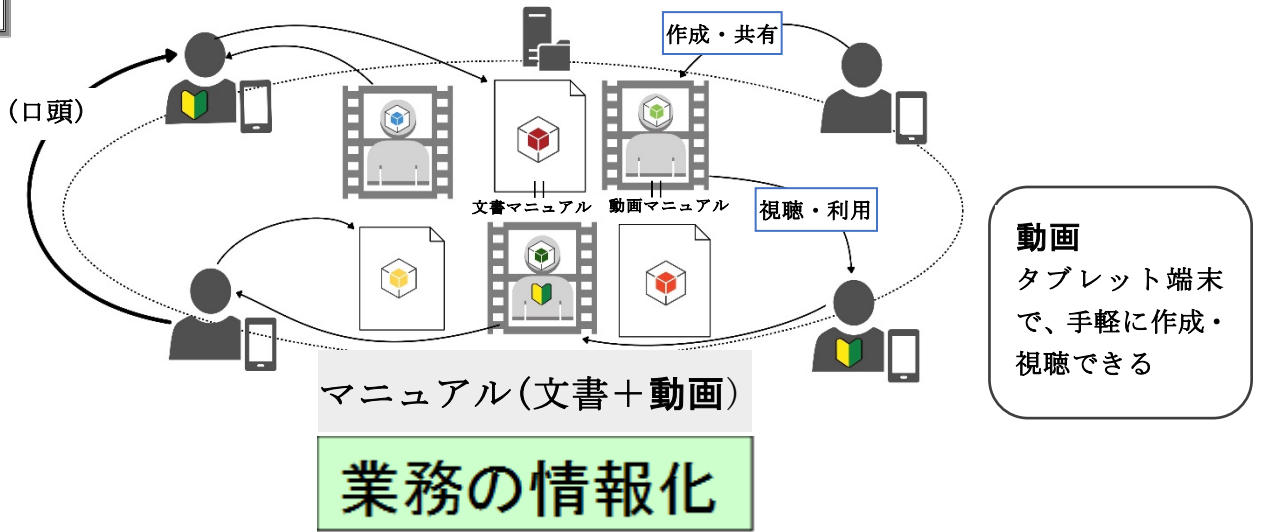 作成・共有
(口頭)
文書マニュアル
動画マニュアル
視聴・利用
動画
タブレット端末
で、手軽に作成・
視聴できる
マニュアル(文書＋動画)
業務の情報化